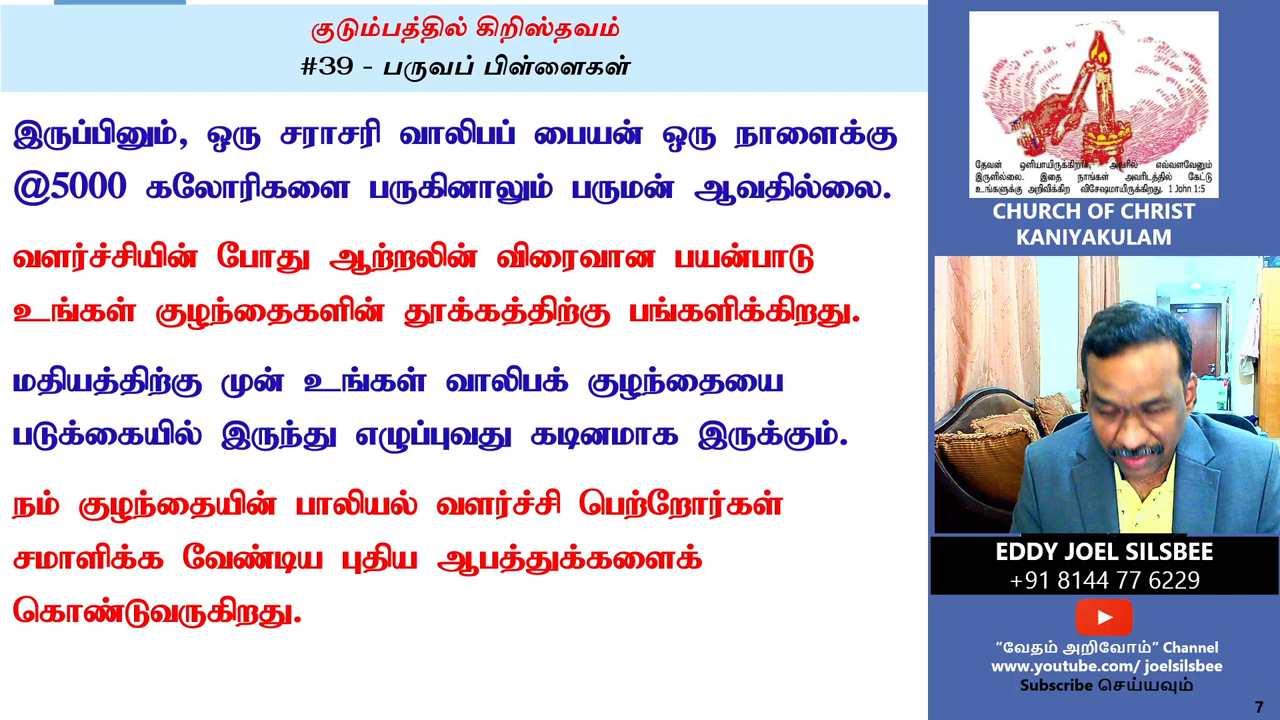 குடும்பத்தில் கிறிஸ்தவம்
#39 - பருவப் பிள்ளைகள்
இருப்பினும், ஒரு சராசரி வாலிபப் பையன் ஒரு நாளைக்கு
@5000 கலோரிகளை பருகினாலும் பருமன் ஆவதில்லை.
வளர்ச்சியின் போது ஆற்றலின் விரைவான பயன்பாடு
உங்கள் குழந்தைகளின் தூக்கத்திற்கு பங்களிக்கிறது.
மதியத்திற்கு முன் உங்கள் வாலிபக் குழந்தையை
படுக்கையில் இருந்து எழுப்புவது கடினமாக இருக்கும்.
நம் குழந்தையின் பாலியல் வளர்ச்சி பெற்றோர்கள்
சமாளிக்க வேண்டிய புதிய ஆபத்துக்களைக்
கொண்டுவருகிறது.
தேவன் ஒளியாயிருக்கிறார், அவரில் எவ்வளவேனும்
இருளில்லை. இதை நாங்கள் அவரிடத்தில் கேட்டு
உங்களுக்கு அறிவிக்கிற விசேஷமாயிருக்கிறது. 1 John 1:5
CHURCH OF CHRIST
KANIYAKULAM
EDDY JOEL SILSBEE
+91 8144 77 6229
”வேதம் அறிவோம்” Channel
www.youtube.com/ joelsilsbee
Subscribe செய்யவும்
7